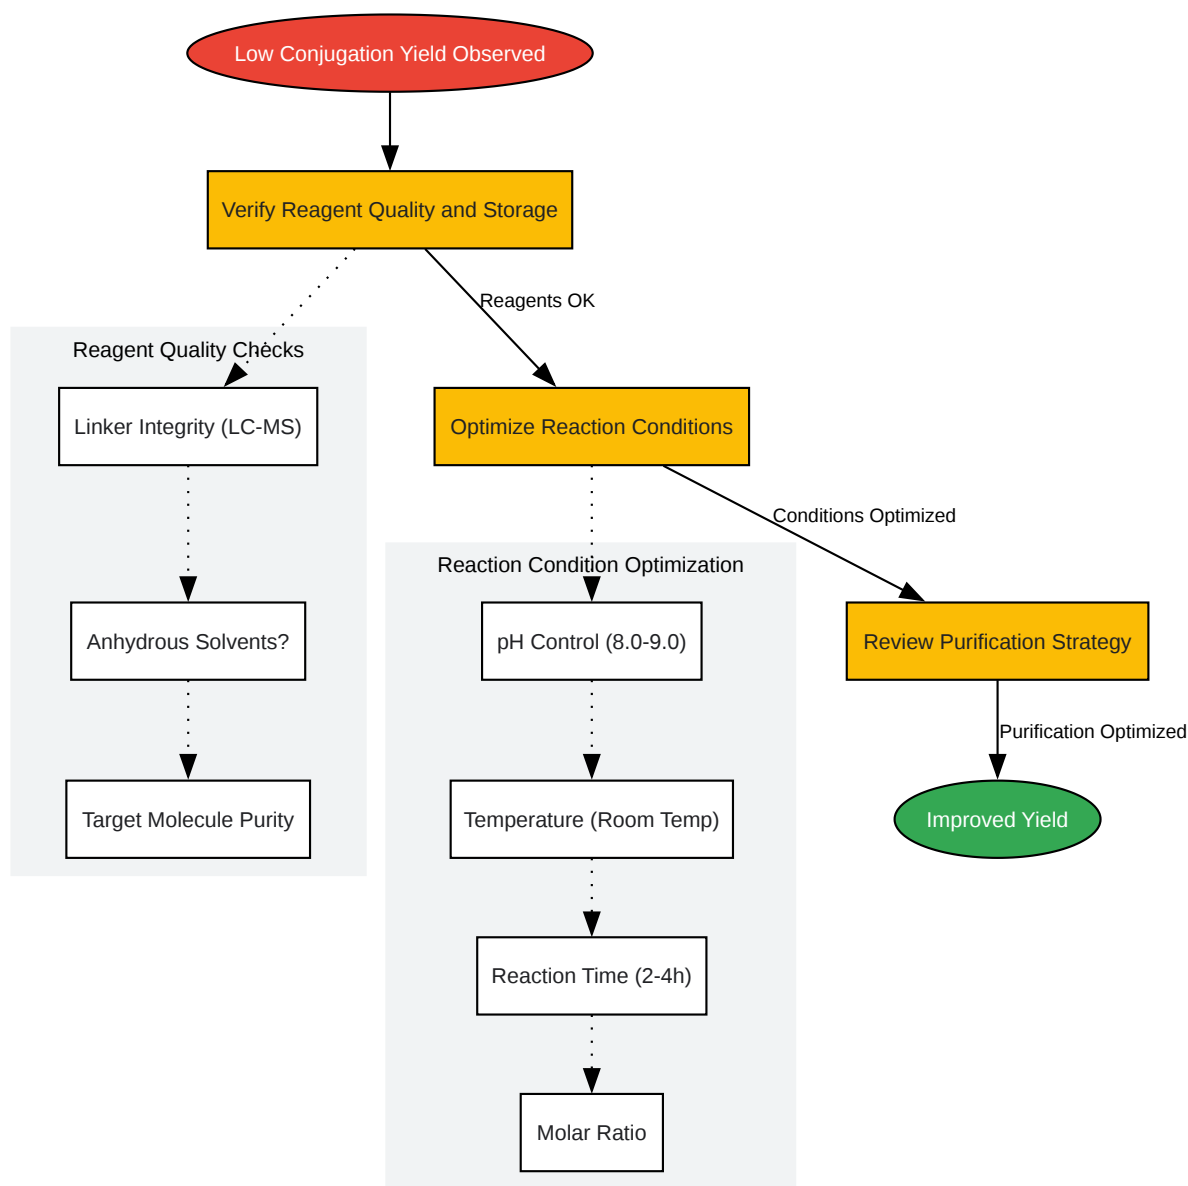 Low Conjugation Yield Observed
Verify Reagent Quality and Storage
Reagents OK
Reagent Quality Checks
Linker Integrity (LC-MS)
Optimize Reaction Conditions
Conditions Optimized
Reaction Condition Optimization
Anhydrous Solvents?
pH Control (8.0-9.0)
Review Purification Strategy
Purification Optimized
Target Molecule Purity
Temperature (Room Temp)
Improved Yield
Reaction Time (2-4h)
Molar Ratio